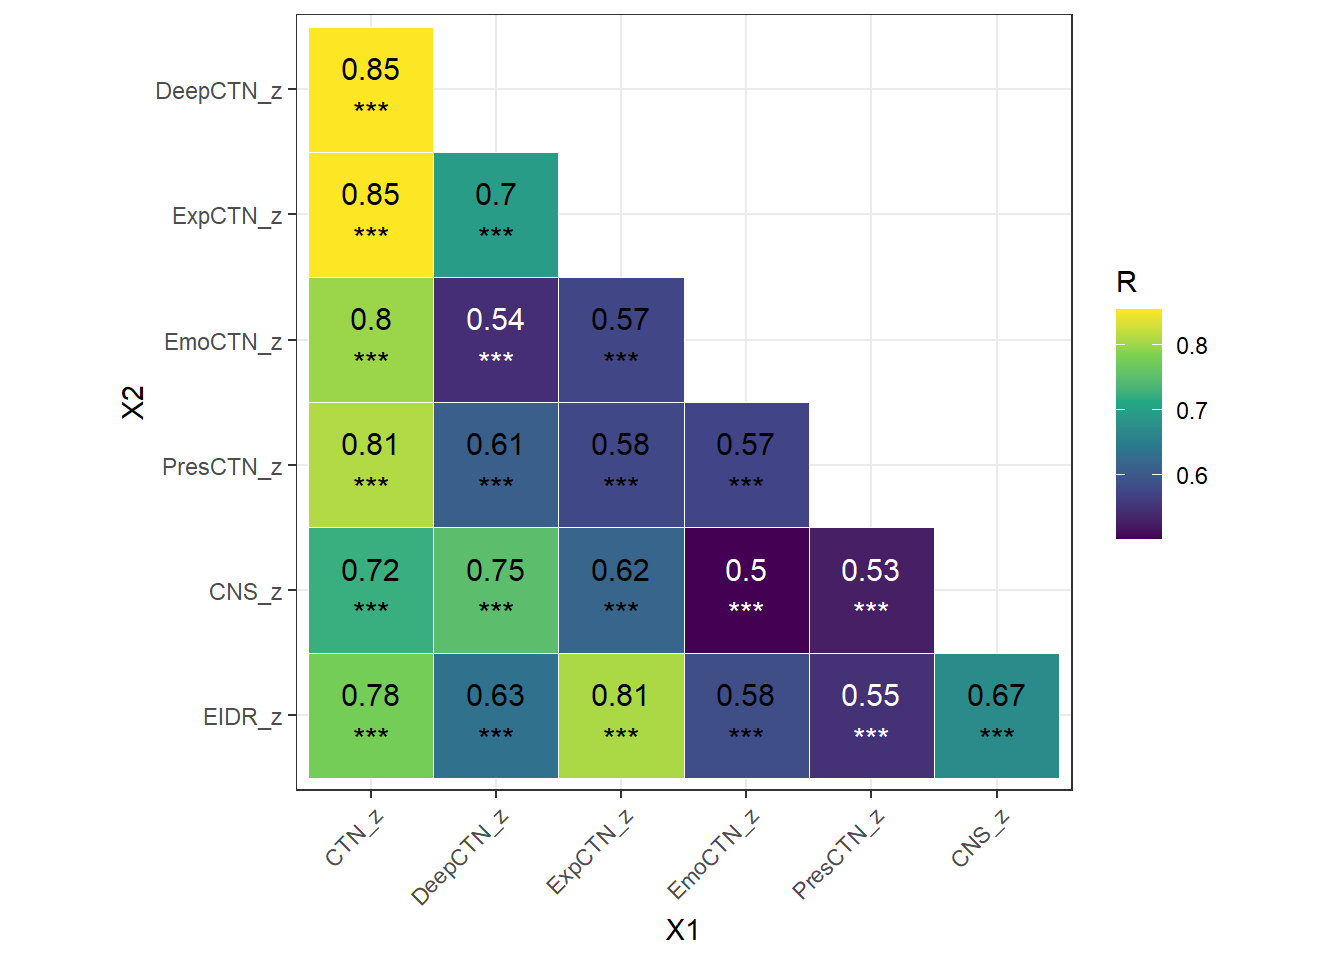 DeepCTN_z 0.85
***
ExpCTN_z 0.85 0.7
*** ***
EmoCTN_z 0.8 0.54 0.57
*** *** ***
PresCTN_z 0.81 0.61 0.58 0.57
*** *** *** ***
CNS_z 0.72 0.75 0.62 0.5 0.53
*** *** *** *** ***
EIDR_z 0.78 0.63 0.81 0.58 0.55 0.67
*** *** *** *** *** ***
CTN_z DeepCTN_z ExpCTN_z EmoCTN_z PresCTN_z CNS_z
X1
X2
R
0.8
0.7
0.6